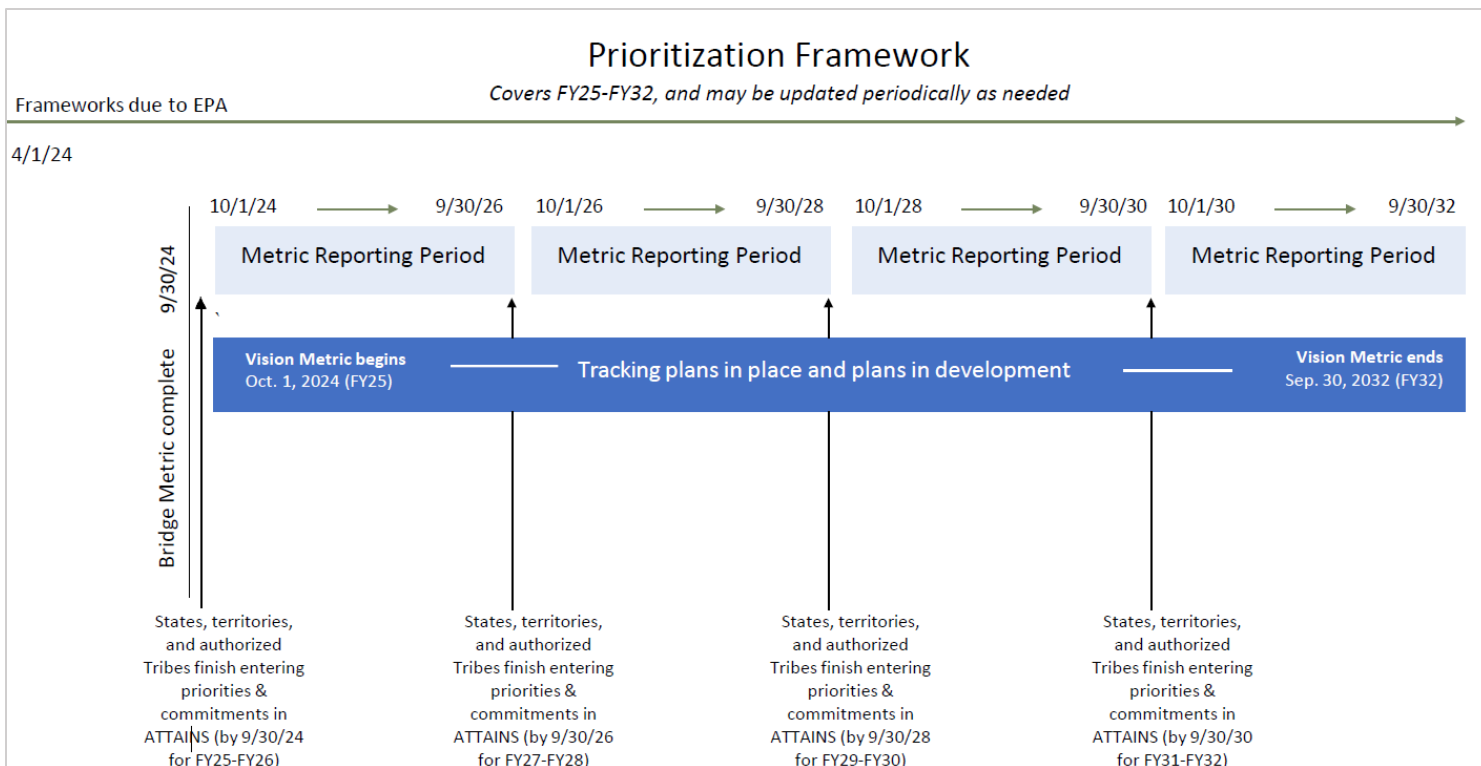 Prioritization Framework
Covers FY25-FY32, and may be updated periodically as needed
Frameworks due to EPA
4/1/24
10/1/24
9/30/26
10/1/26
9/30/28
10/1/28
9/30/30
10/1/30
9/30/32
Metric Reporting Period
Metric Reporting Period
Metric Reporting Period
Metric Reporting Period
9/30/24
Bridge Metric complete
Vision Metric begins
Oct. 1, 2024 (FY25)
Tracking plans in place and plans in development
Vision Metric ends
Sep. 30, 2032 (FY32)
States, territories,
and authorized
Tribes finish entering
priorities &
commitments in
ATTAINS (by 9/30/24
for FY25-FY26)
States, territories,
and authorized
Tribes finish entering
priorities &
commitments in
ATTAINS (by 9/30/26
for FY27-FY28)
States, territories,
and authorized
Tribes finish entering
priorities &
commitments in
ATTAINS (by 9/30/28
for FY29-FY30)
States, territories,
and authorized
Tribes finish entering
priorities &
commitments in
ATTAINS (by 9/30/30
for FY31-FY32)